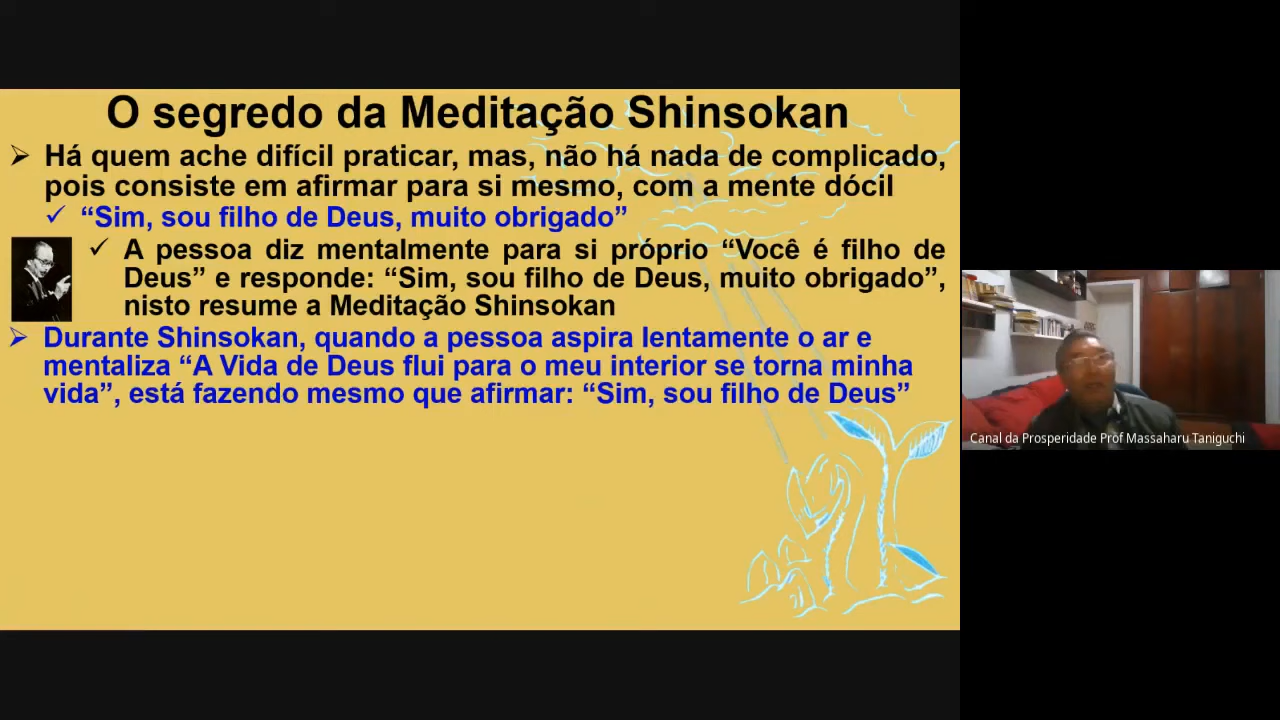 O segredo da Meditação Shinsokan
Há quem ache difícil praticar, mas, não há nada de complicado,
pois consiste em afirmar para si mesmo, com a mente dócil
“Sim, sou filho de Deus, muito obrigado”
A pessoa diz mentalmente para si próprio “Você é filho de
Deus” e responde: “Sim, sou filho de Deus, muito obrigado”,
nisto resume a Meditação Shinsokan
Durante Shinsokan, quando a pessoa aspira lentamente o ar e
mentaliza “A Vida de Deus flui para o meu interior se torna minha
vida”, está fazendo mesmo que afirmar: “Sim, sou filho de Deus”
Canal da Prosperidade Prof Massaharu Taniguchi